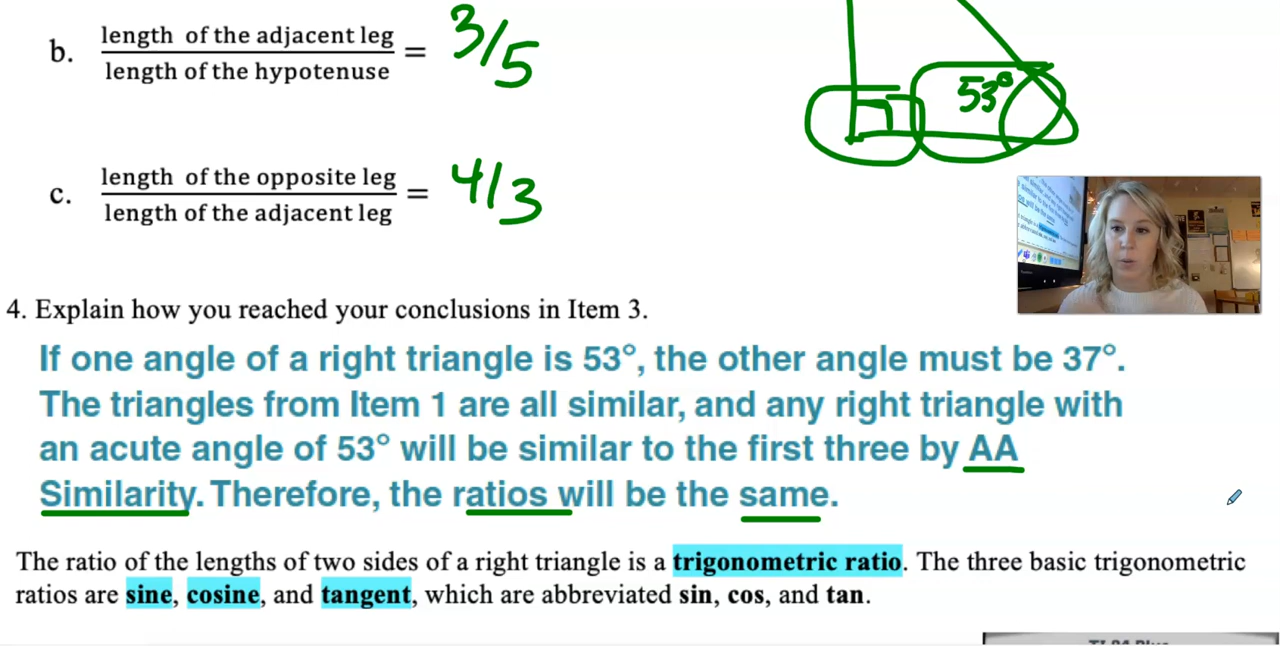 b. length of the adjacent leg / length of the hypotenuse = 3/5
53°
c. length of the opposite leg / length of the adjacent leg = 4/3
4. Explain how you reached your conclusions in Item 3.
If one angle of a right triangle is 53°, the other angle must be 37°.
The triangles from Item 1 are all similar, and any right triangle with
an acute angle of 53° will be similar to the first three by AA
Similarity. Therefore, the ratios will be the same.
The ratio of the lengths of two sides of a right triangle is a trigonometric ratio. The three basic trigonometric
ratios are sine, cosine, and tangent, which are abbreviated sin, cos, and tan.